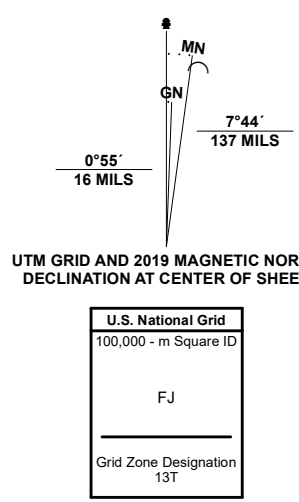 MN
GN
7°44´
137 MILS
0°55´
16 MILS
UTM GRID AND 2019 MAGNETIC NOR
DECLINATION AT CENTER OF SHEE
U.S. National Grid
100,000 - m Square ID
FJ
Grid Zone Designation
13T